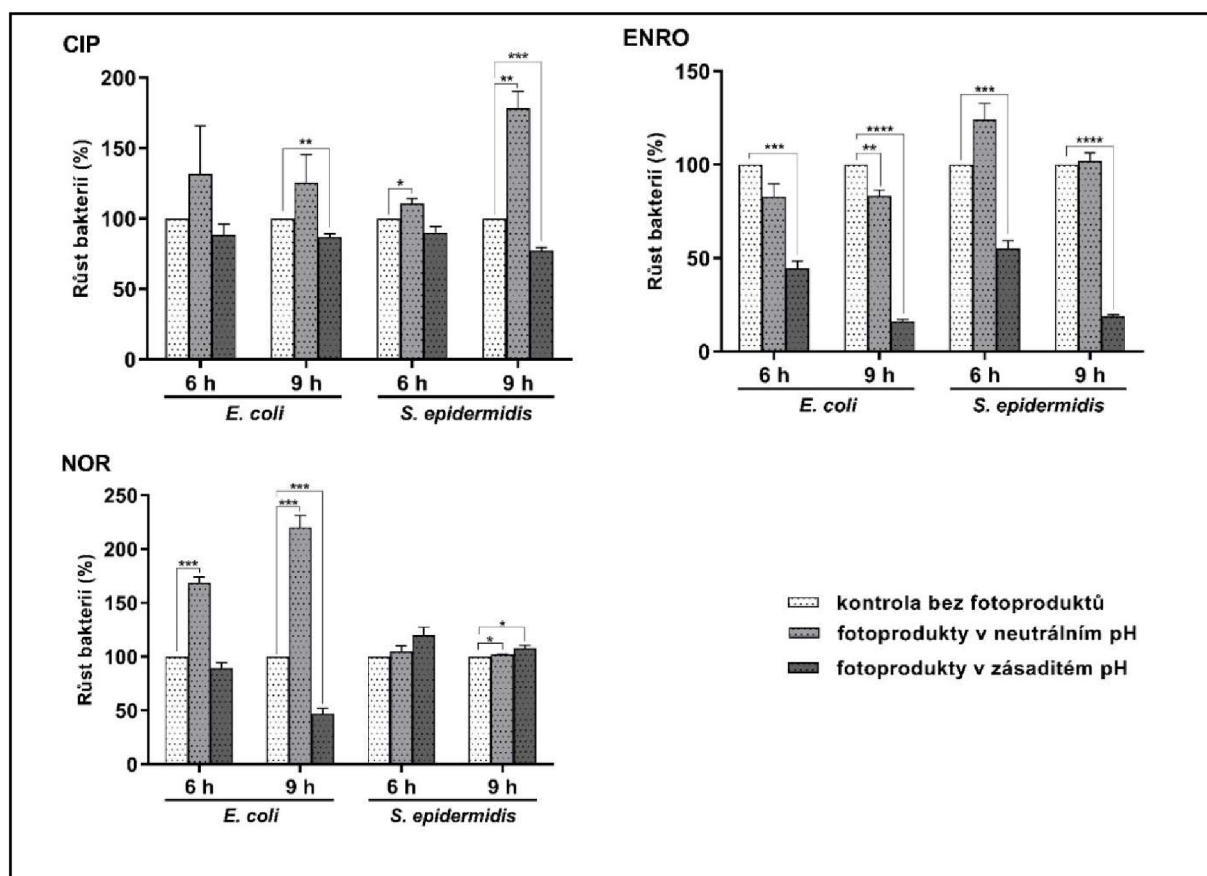 CIP
Růst bakterií (%)
200
150
100
50
0
**
*
***
**
6 h 9 h 6 h 9 h
E. coli S. epidermidis
ENRO
Růst bakterií (%)
150
100
50
0
***
****
**
***
****
6 h 9 h 6 h 9 h
E. coli S. epidermidis
NOR
Růst bakterií (%)
250
200
150
100
50
0
***
***
***
*
*
6 h 9 h 6 h 9 h
E. coli S. epidermidis
kontrola bez fotoproduktů
fotoprodukty v neutrálním pH
fotoprodukty v zásaditém pH